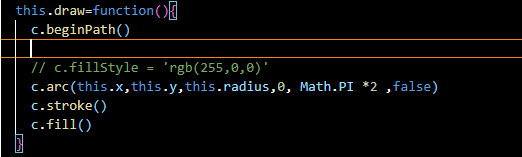 this.draw=function(){
c.beginPath()
// c.fillStyle = 'rgb(255,0,0)'
c.arc(this.x,this.y,this.radius,0, Math.PI *2 ,false)
c.stroke()
c.fill()
}